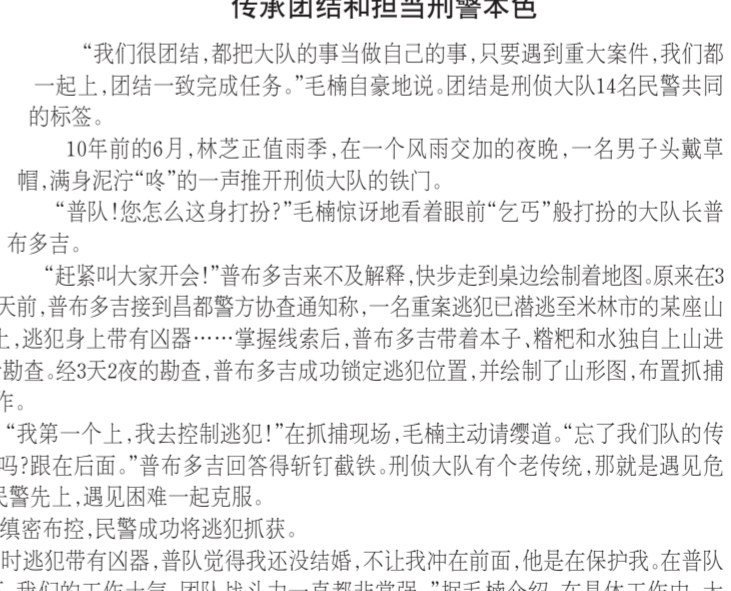 传承团结和担当刑警本色
“我们很团结,都把大队的事当做自己的事,只要遇到重大案件,我们都
一起上,团结一致完成任务。”毛楠自豪地说。团结是刑侦大队14名民警共同
的标签。
10年前的6月,林芝正值雨季,在一个风雨交加的夜晚,一名男子头戴草
帽,满身泥泞“咚”的一声推开刑侦大队的铁门。
“普队!您怎么这身打扮?”毛楠惊讶地看着眼前“乞丐”般打扮的大队长普
布多吉。
“赶紧叫大家开会!”普布多吉来不及解释,快步走到桌边绘制着地图。原来在3
天前,普布多吉接到昌都警方协查通知称,一名重案逃犯已潜逃至米林市的某座山
上,逃犯身上带有凶器……掌握线索后,普布多吉带着本子、糌粑和水独自上山进
勘查。经3天2夜的勘查,普布多吉成功锁定逃犯位置,并绘制了山形图,布置抓捕
作。
“我第一个上,我去控制逃犯!”在抓捕现场,毛楠主动请缨道。“忘了我们队的传
吗?跟在后面。”普布多吉回答得斩钉截铁。刑侦大队有个老传统,那就是遇见危
民警先上,遇见困难一起克服。
缜密布控,民警成功将逃犯抓获。
时逃犯带有凶器,普队觉得我还没结婚,不让我冲在前面,他是在保护我。在普队
我们的工作士气、团队战斗力一直都非常强。”据毛楠介绍,在具体工作中,大